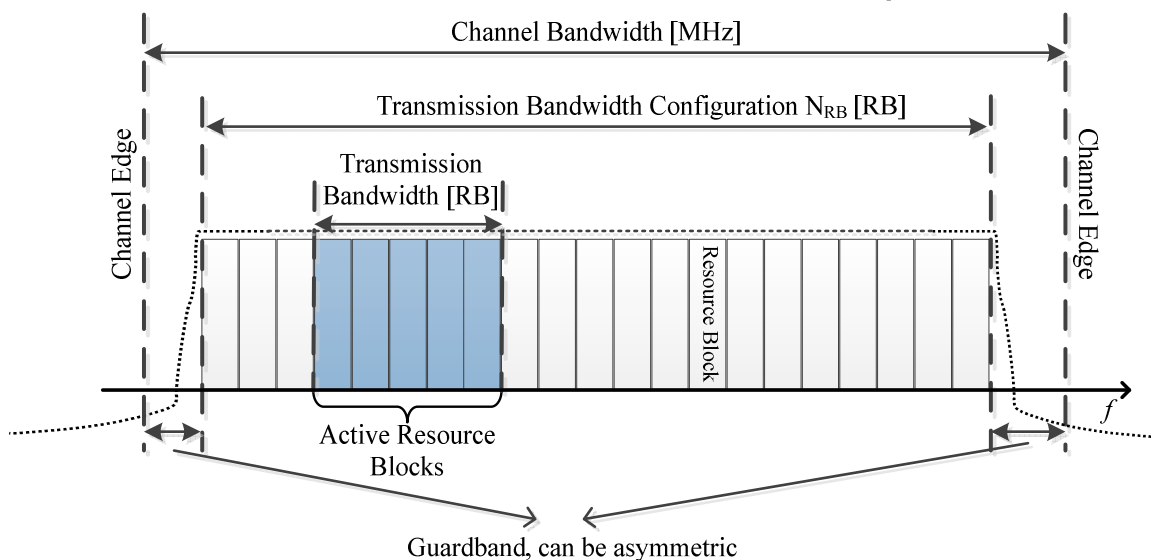 Channel Bandwidth [MHz]
Transmission Bandwidth Configuration NRB [RB]
Transmission
Bandwidth [RB]
Channel Edge
Channel Edge
Resource Block
f
Active Resource
Blocks
Guardband, can be asymmetric